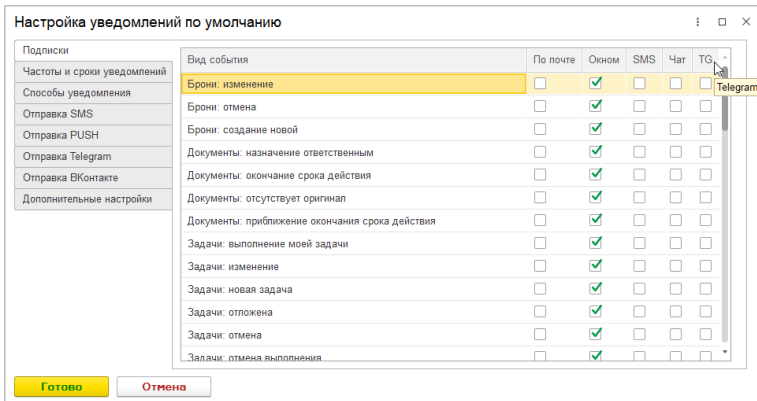 Настройка уведомлений по умолчанию
Подписки
Частоты и сроки уведомлений
Способы уведомления
Отправка SMS
Отправка PUSH
Отправка Telegram
Отправка ВКонтакте
Дополнительные настройки
Вид события По почте Окном SMS Чат TG
Telegram
Брони: изменение
Брони: отмена
Брони: создание новой
Документы: назначение ответственным
Документы: окончание срока действия
Документы: отсутствует оригинал
Документы: приближение окончания срока действия
Задачи: выполнение моей задачи
Задачи: изменение
Задачи: новая задача
Задачи: отложена
Задачи: отмена
Задачи: отмена выполнения
Готово Отмена